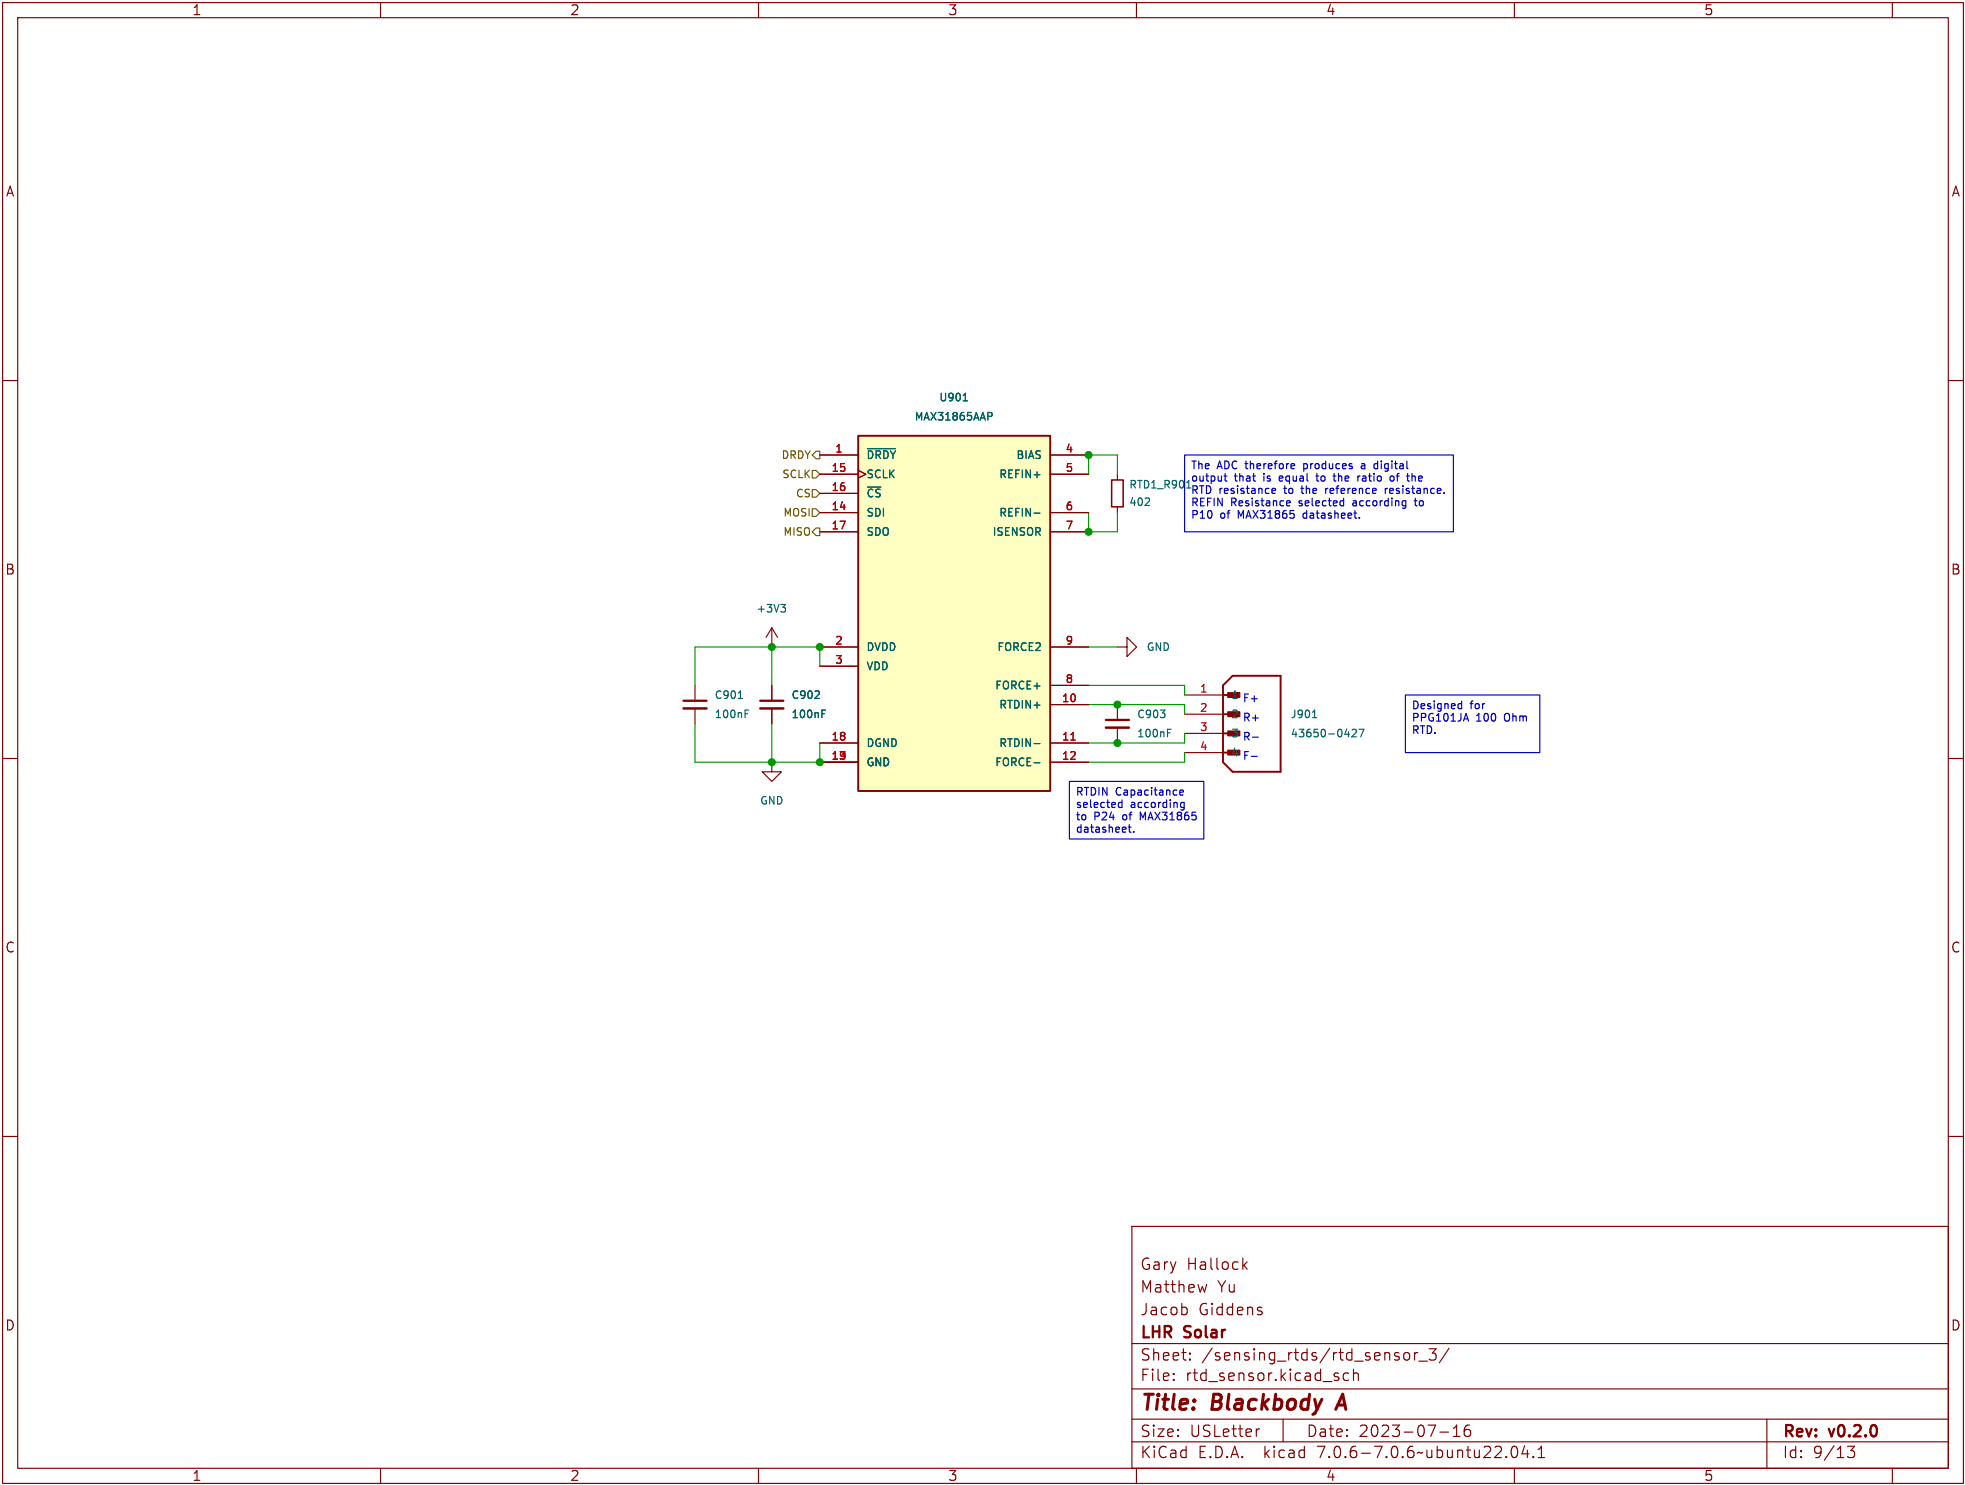 1 2 3 4 5
A A
B B
C C
D D
U901
MAX31865AAP
DRDY 1 DRDY
SCLK 15 SCLK
CS 16 CS
MOSI 14 SDI
MISO 17 SDO
BIAS 4
REFIN+ 5
REFIN- 6
ISENSOR 7
RTD1_R901
402
The ADC therefore produces a digital
output that is equal to the ratio of the
RTD resistance to the reference resistance.
REFIN Resistance selected according to
P10 of MAX31865 datasheet.
+3V3
2 DVDD
3 VDD
C901
100nF
C902
100nF
18 DGND
GND
GND
FORCE2 9 GND
FORCE+ 8
RTDIN+ 10
RTDIN- 11
FORCE- 12
C903
100nF
1 F+
2 R+
3 R-
4 F-
J901
43650-0427
Designed for
PPG101JA 100 Ohm
RTD.
RTDIN Capacitance
selected according
to P24 of MAX31865
datasheet.
Gary Hallock
Matthew Yu
Jacob Giddens
LHR Solar
Sheet: /sensing_rtds/rtd_sensor_3/
File: rtd_sensor.kicad_sch
Title: Blackbody A
Size: USLetter Date: 2023-07-16 Rev: v0.2.0
KiCad E.D.A. kicad 7.0.6-7.0.6~ubuntu22.04.1 Id: 9/13
1 2 3 4 5